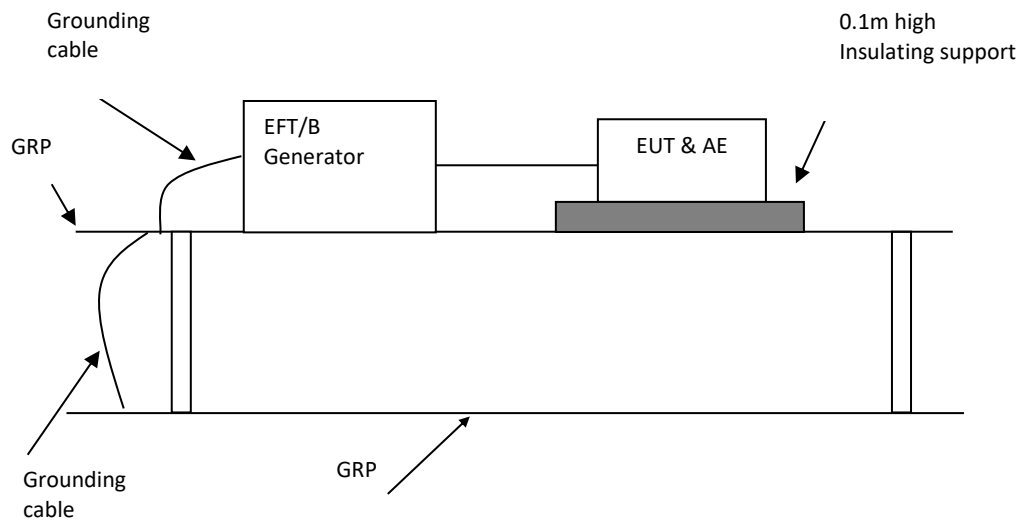 Grounding
cable
0.1m high
Insulating support
EFT/B
Generator
EUT & AE
GRP
Grounding
cable
GRP